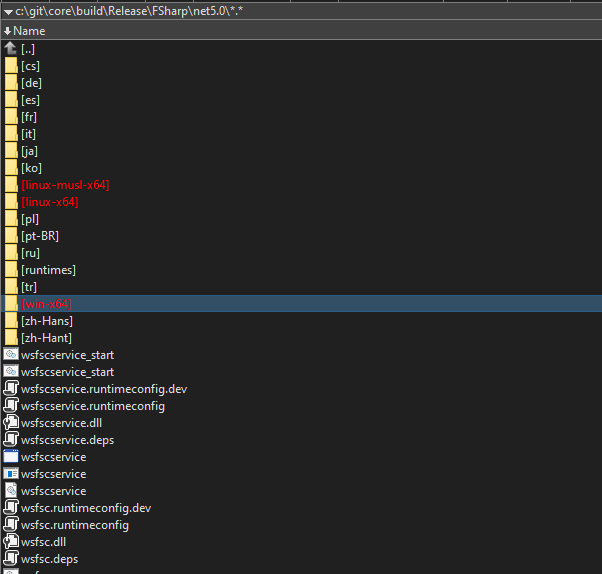 c:\git\core\build\Release\FSharp\net5.0\*.*
Name
[..]
[cs]
[de]
[es]
[fr]
[it]
[ja]
[ko]
[linux-musl-x64]
[linux-x64]
[pl]
[pt-BR]
[ru]
[runtimes]
[tr]
[win-x64]
[zh-Hans]
[zh-Hant]
wsfscservice_start
wsfscservice_start
wsfscservice.runtimeconfig.dev
wsfscservice.runtimeconfig
wsfscservice.dll
wsfscservice.deps
wsfscservice
wsfscservice
wsfscservice
wsfsc.runtimeconfig.dev
wsfsc.runtimeconfig
wsfsc.dll
wsfsc.deps